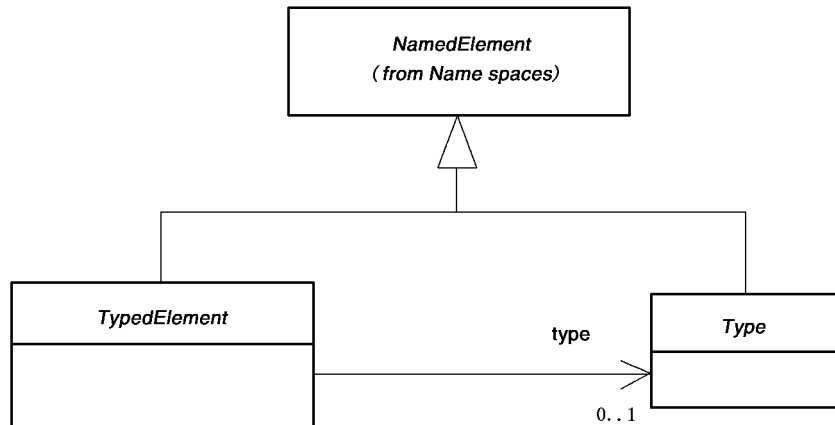 NamedElement
(from Name spaces)
TypedElement
type
Type
0..1